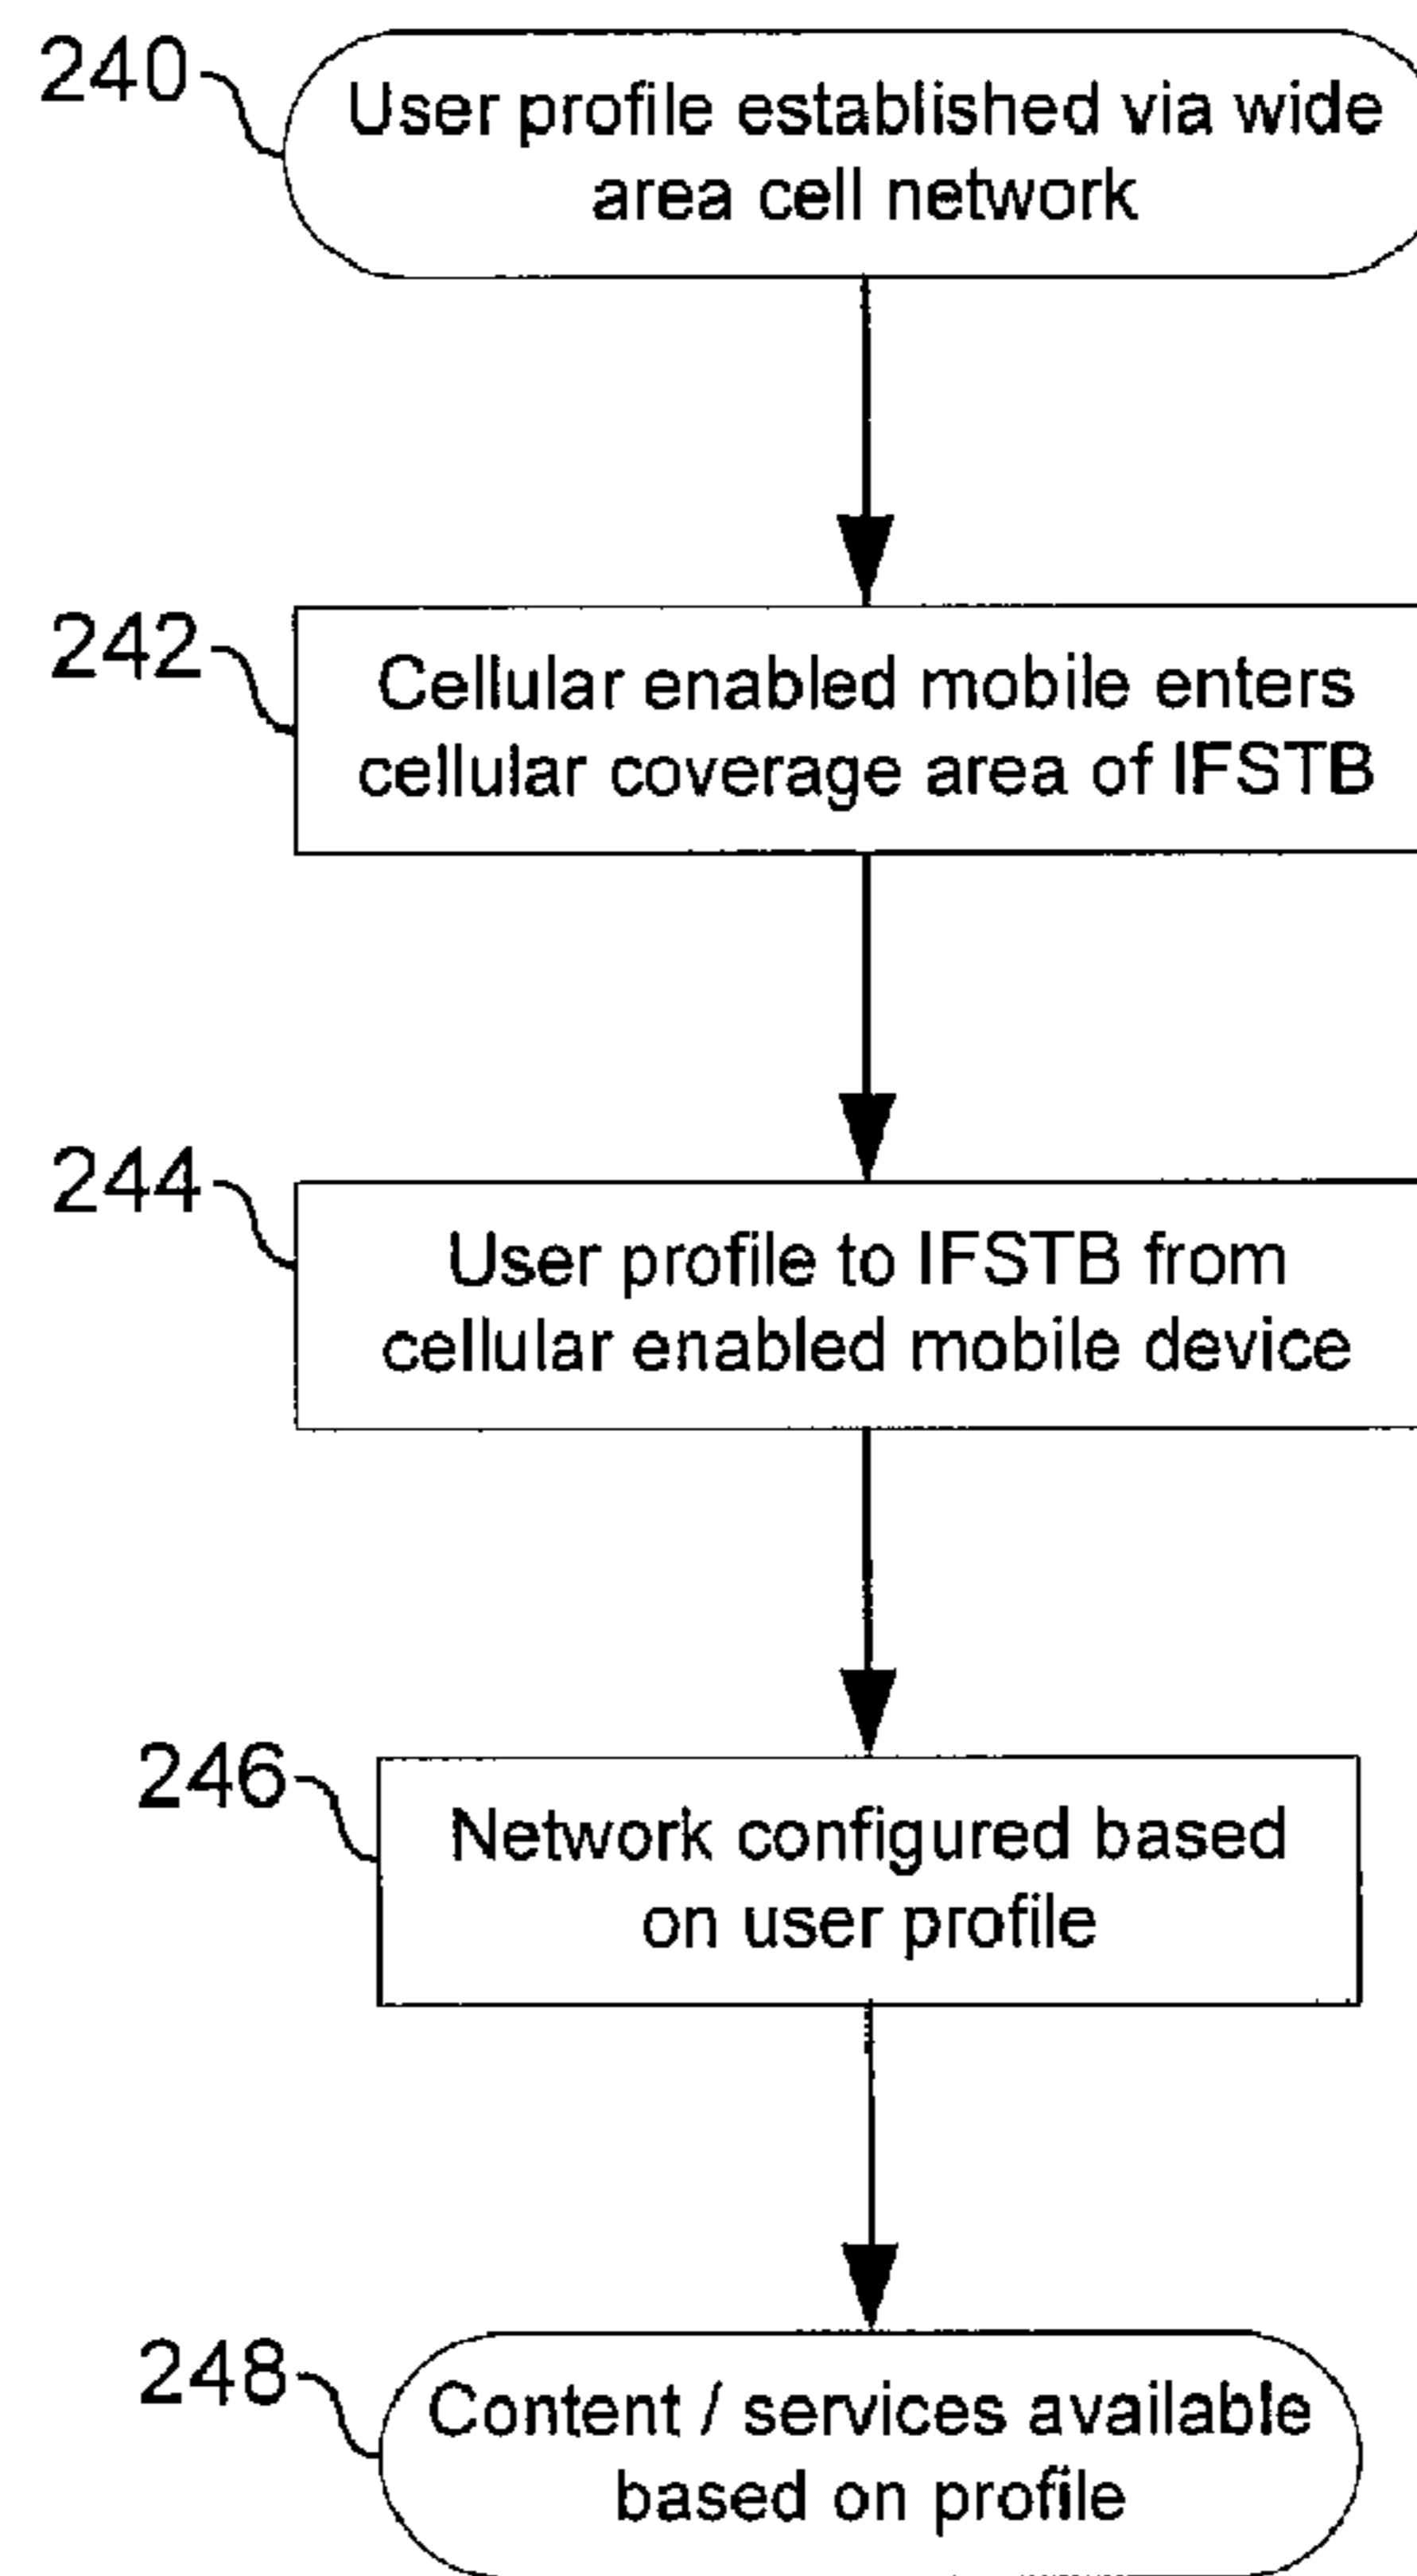 240
User profile established via wide
area cell network
242
Cellular enabled mobile enters
cellular coverage area of IFSTB
244
User profile to IFSTB from
cellular enabled mobile device
246
Network configured based
on user profile
248
Content / services available
based on profile